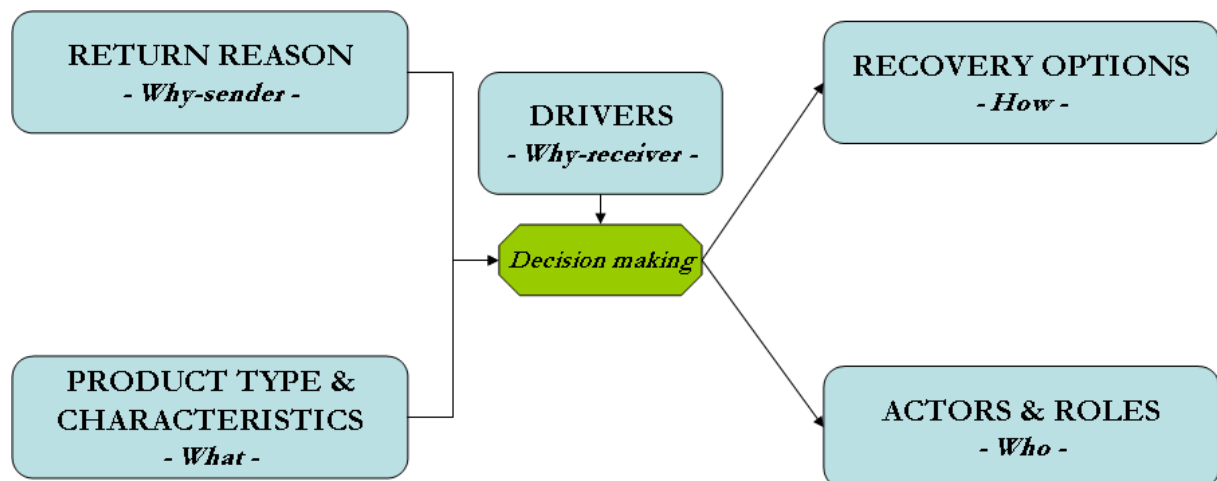 RETURN REASON
- Why-sender -
DRIVERS
- Why-receiver -
RECOVERY OPTIONS
- How -
Decision making
PRODUCT TYPE &
CHARACTERISTICS
- What -
ACTORS & ROLES
- Who -